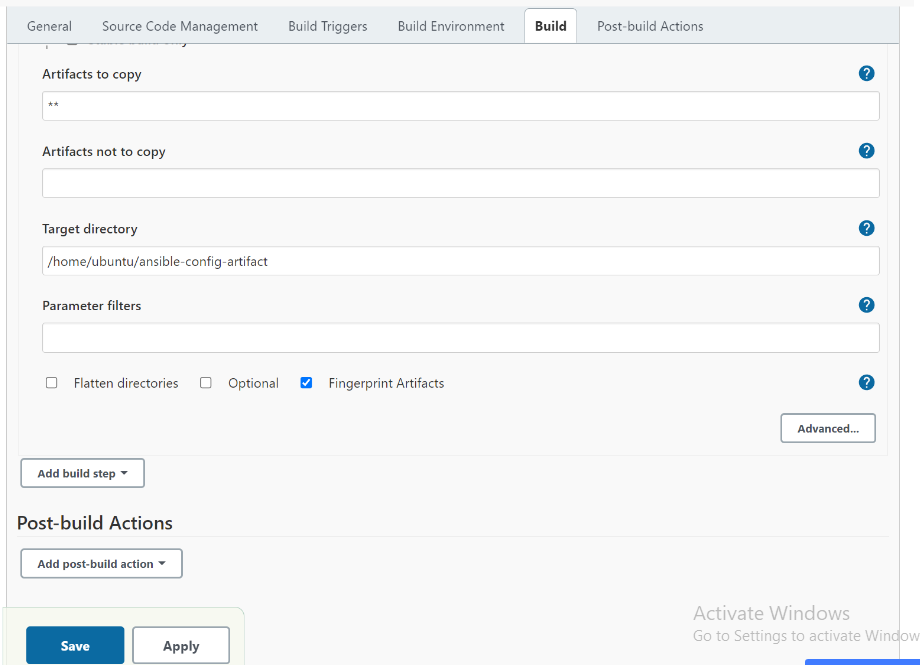 General Source Code Management Build Triggers Build Environment Build Post-build Actions
Artifacts to copy ?
**
Artifacts not to copy ?
Target directory ?
/home/ubuntu/ansible-config-artifact
Parameter filters ?
Flatten directories Optional Fingerprint Artifacts ?
Advanced...
Add build step
Post-build Actions
Add post-build action
Activate Windows
Go to Settings to activate Window
Save Apply